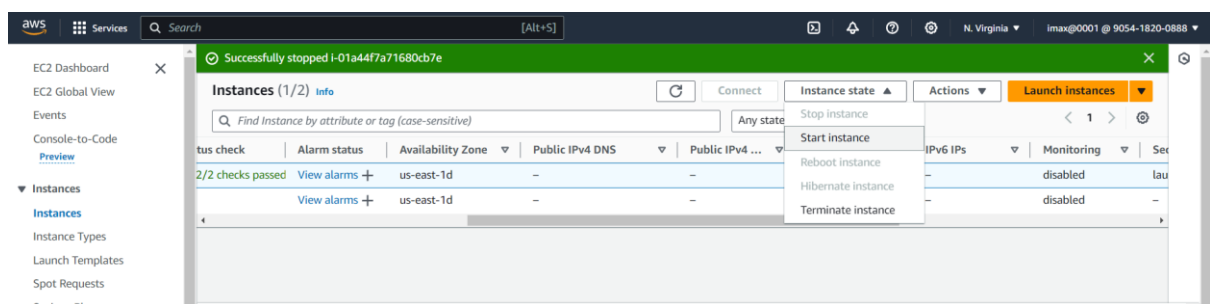 aws Services Search [Alt+S] N. Virginia ▼ imax@0001 @ 9054-1820-0888 ▼
Successfully stopped i-01a44f7a71680cb7e
EC2 Dashboard
EC2 Global View
Events
Console-to-Code
Preview
Instances
Instances
Instance Types
Launch Templates
Spot Requests
Instances (1/2) Info
Connect Instance state ▲ Actions ▼ Launch instances ▼
Find Instance by attribute or tag (case-sensitive) Any state < 1 >
Stop instance
Start instance
Reboot instance
Hibernate instance
Terminate instance
tus check Alarm status Availability Zone Public IPv4 DNS Public IPv4 ... IPv6 IPs Monitoring Sec
2/2 checks passed View alarms + us-east-1d – – – disabled lau
View alarms + us-east-1d – – – disabled –